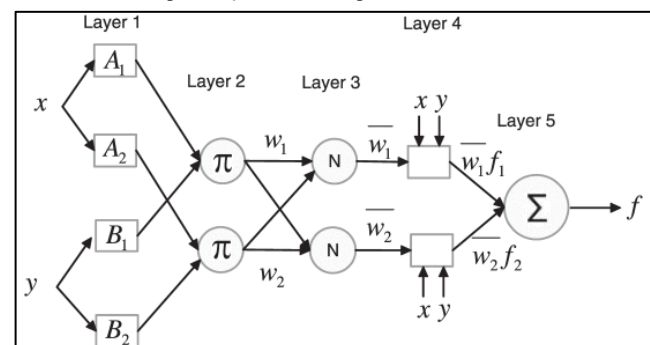 Layer 1
Layer 4
Layer 2
Layer 3
Layer 5
A₁
x
A₂
B₁
y
B₂
π
π
w₁
w₂
N
N
w̅₁
w̅₂
x y
x y
w̅₁f₁
w̅₂f₂
Σ
f